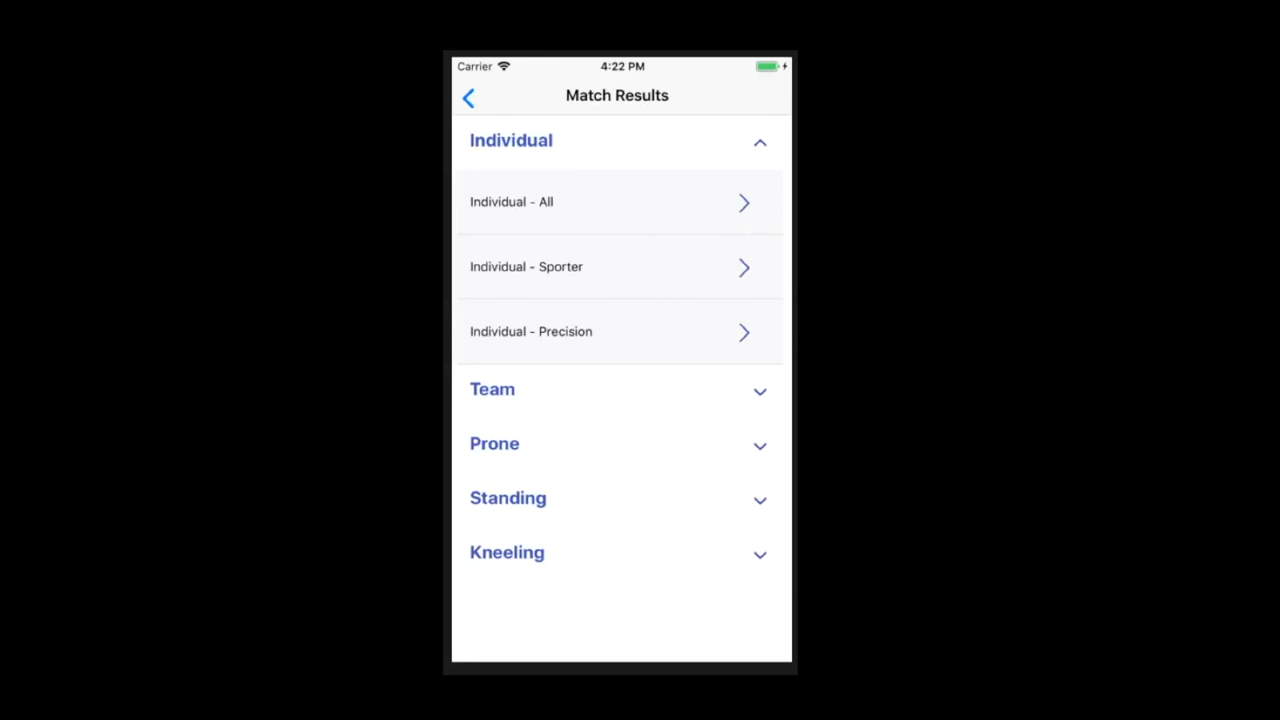 Carrier 4:22 PM
Match Results
Individual
Individual - All
Individual - Sporter
Individual - Precision
Team
Prone
Standing
Kneeling